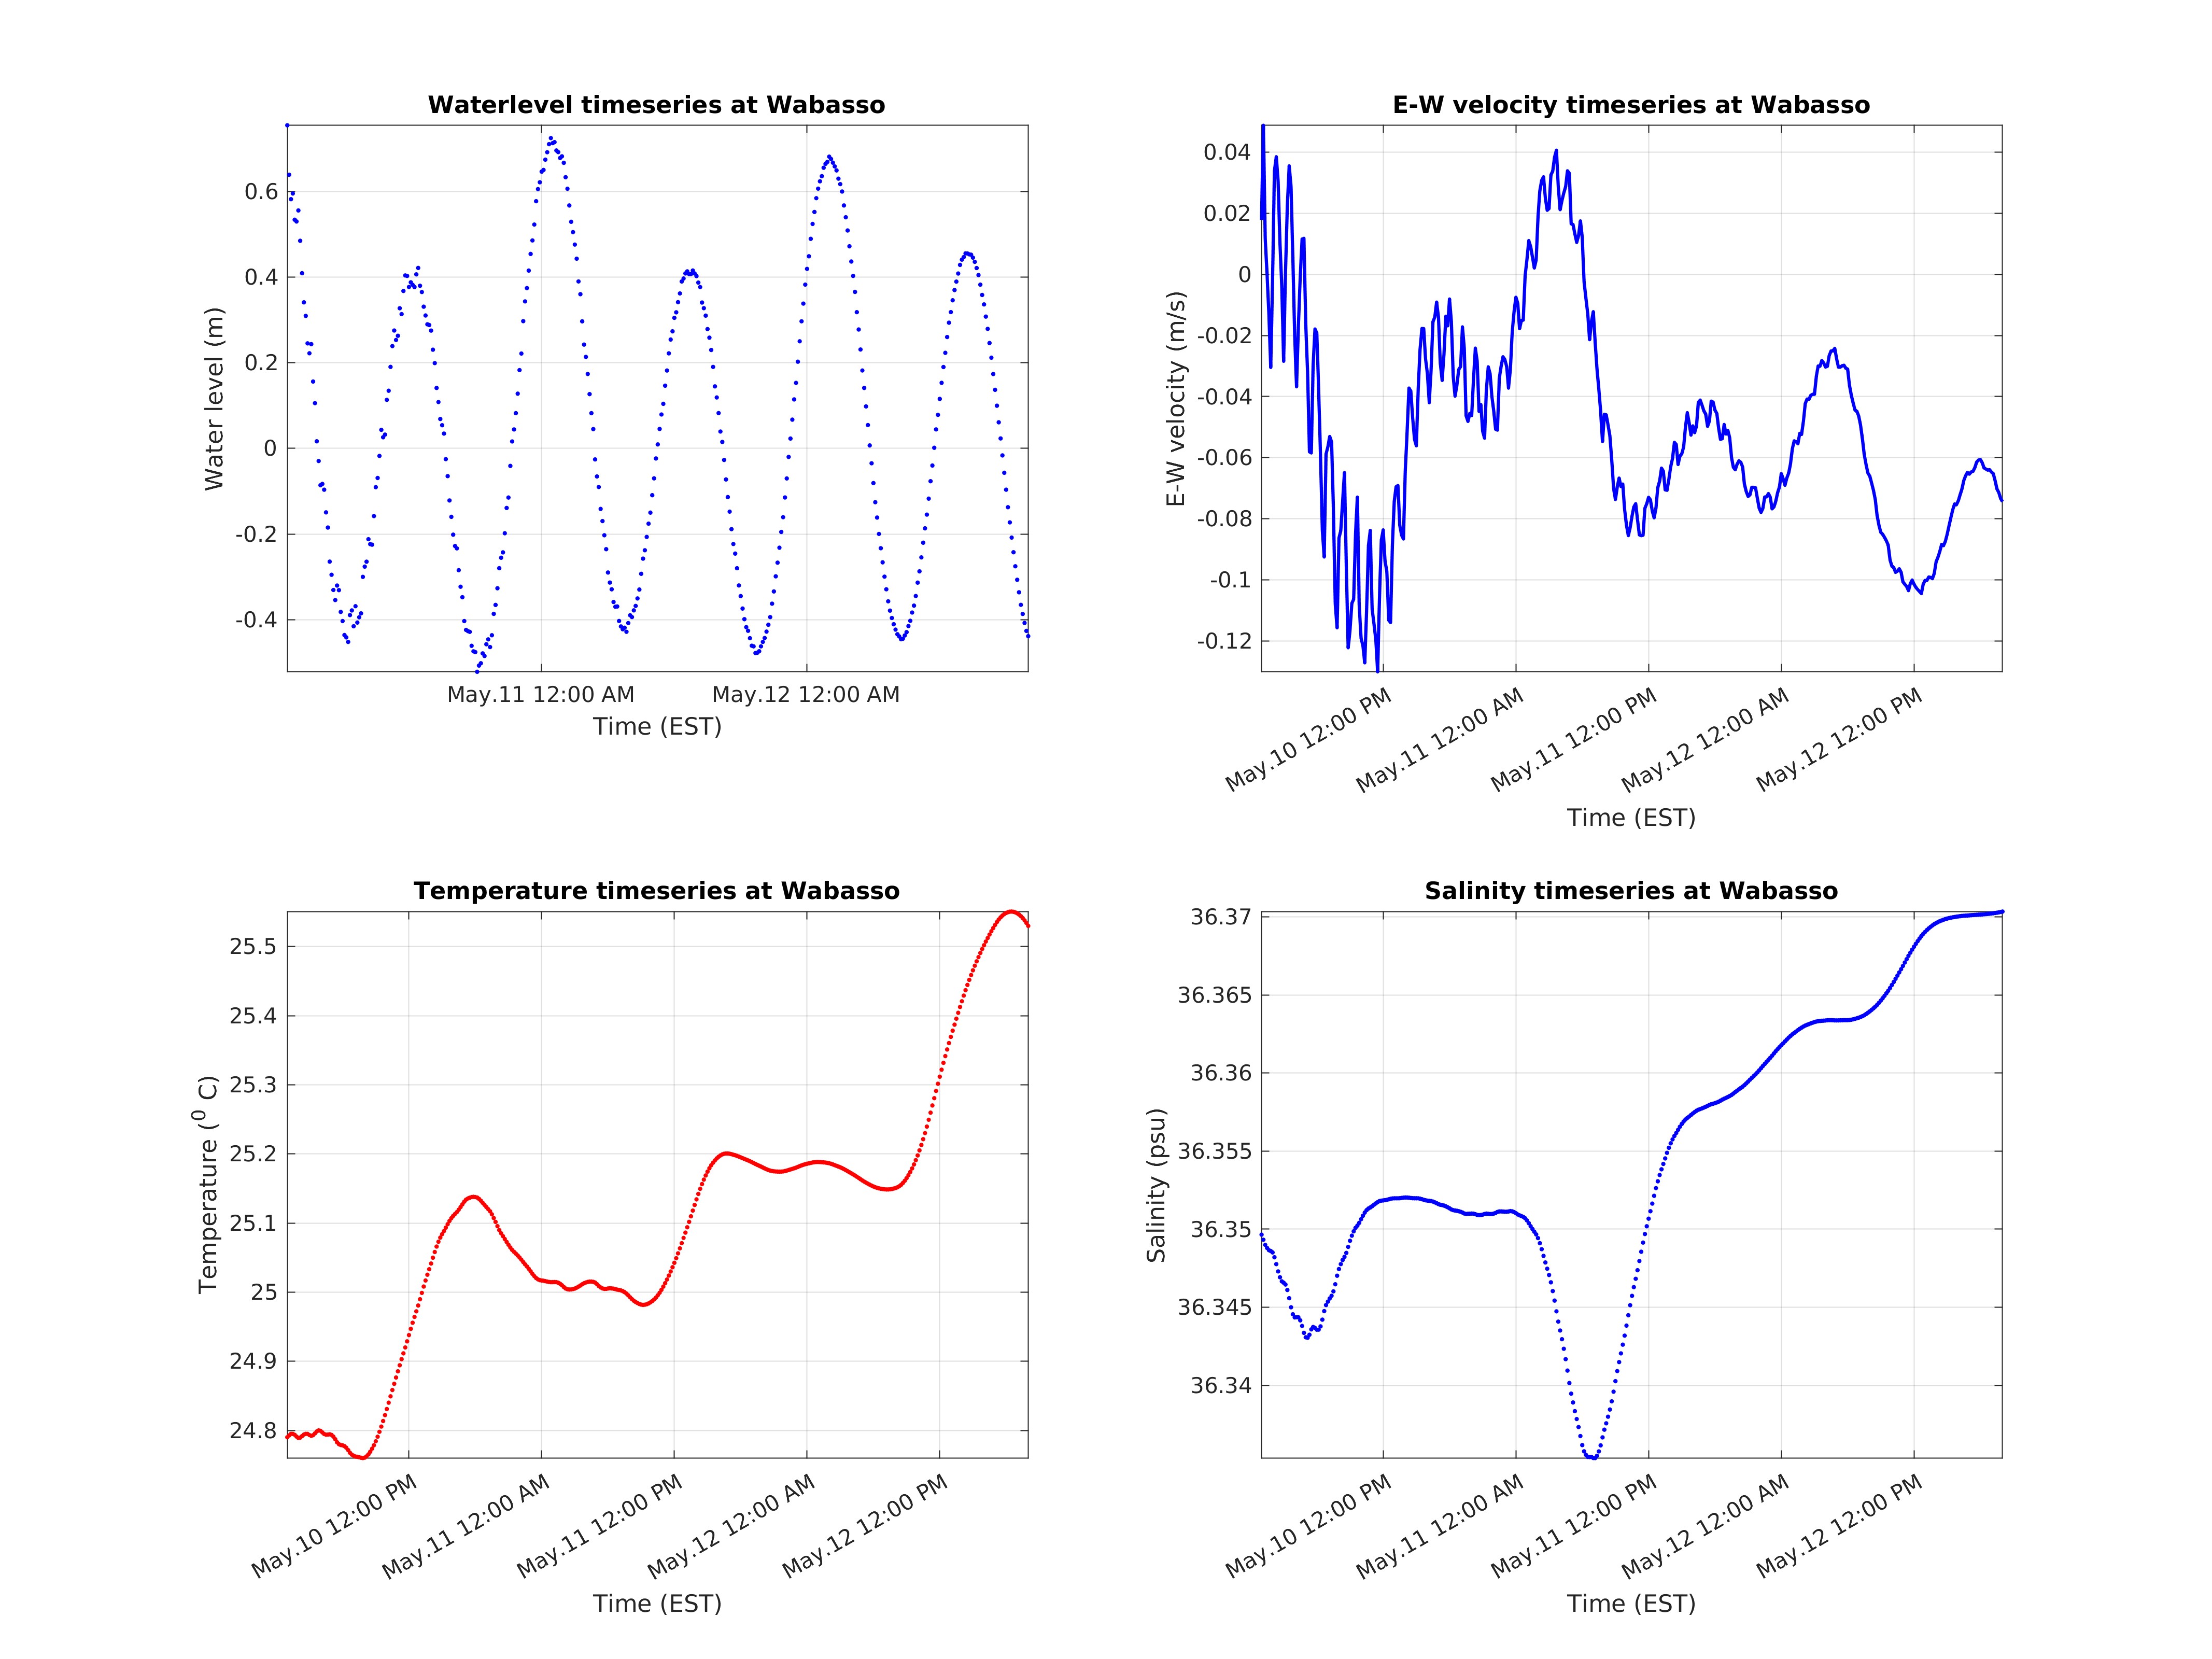 Waterlevel timeseries at Wabasso
0.6
0.4
0.2
0
-0.2
-0.4
Water level (m)
May.11 12:00 AM
May.12 12:00 AM
Time (EST)
E-W velocity timeseries at Wabasso
0.04
0.02
0
-0.02
-0.04
-0.06
-0.08
-0.1
-0.12
E-W velocity (m/s)
May.10 12:00 PM
May.11 12:00 AM
May.11 12:00 PM
May.12 12:00 AM
May.12 12:00 PM
Time (EST)
Temperature timeseries at Wabasso
25.5
25.4
25.3
25.2
25.1
25
24.9
24.8
Temperature (⁰ C)
May.10 12:00 PM
May.11 12:00 AM
May.11 12:00 PM
May.12 12:00 AM
May.12 12:00 PM
Time (EST)
Salinity timeseries at Wabasso
36.37
36.365
36.36
36.355
36.35
36.345
36.34
Salinity (psu)
May.10 12:00 PM
May.11 12:00 AM
May.11 12:00 PM
May.12 12:00 AM
May.12 12:00 PM
Time (EST)